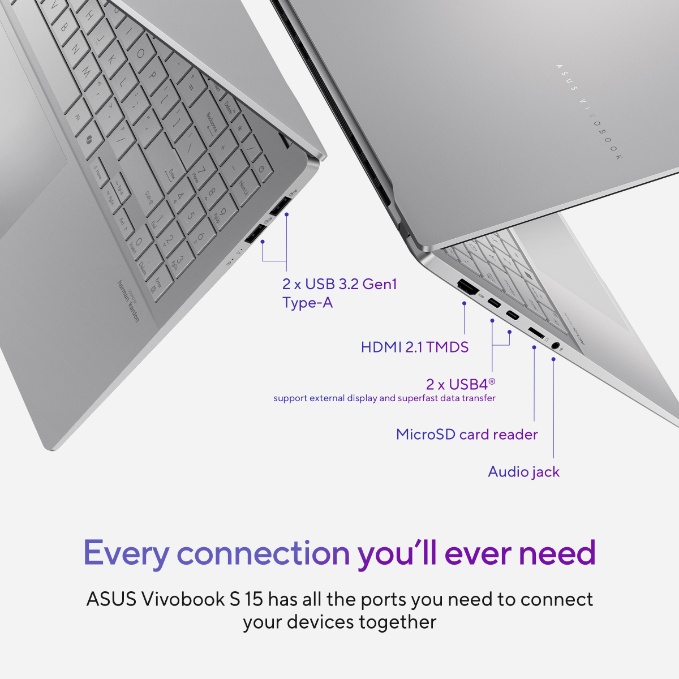 ASUS VIVOBOOK
harman/kardon
2 x USB 3.2 Gen1
Type-A
HDMI 2.1 TMDS
2 x USB4®
support external display and superfast data transfer
MicroSD card reader
Audio jack
Every connection you’ll ever need
ASUS Vivobook S 15 has all the ports you need to connect
your devices together